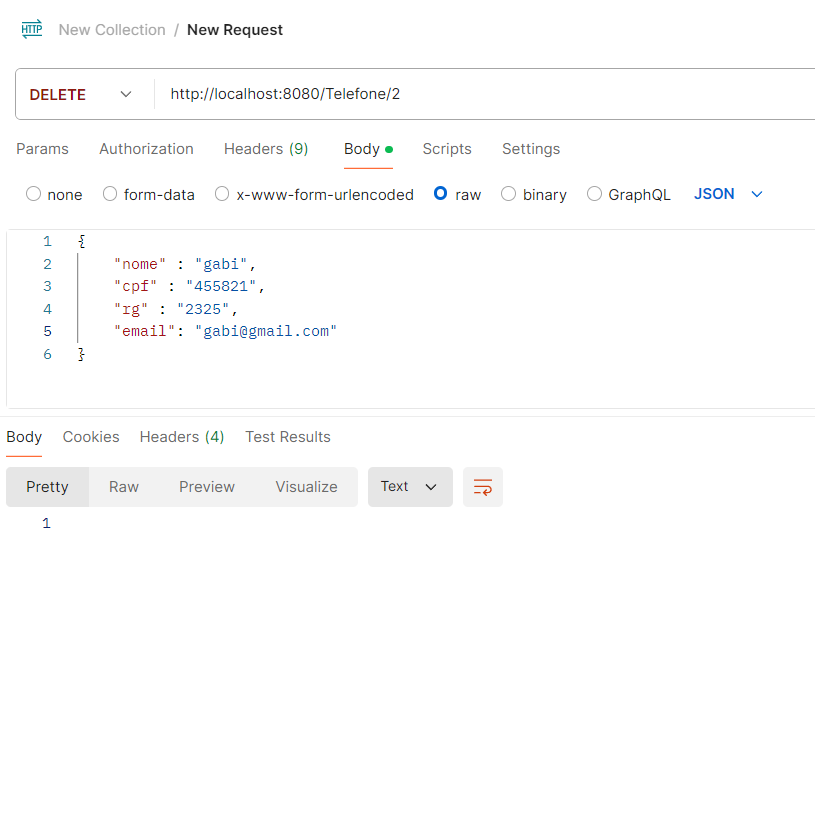 HTTP New Collection / New Request
DELETE http://localhost:8080/Telefone/2
Params Authorization Headers (9) Body Scripts Settings
none form-data x-www-form-urlencoded raw binary GraphQL JSON
1 {
2 "nome" : "gabi",
3 "cpf" : "455821",
4 "rg" : "2325",
5 "email": "gabi@gmail.com"
6 }
Body Cookies Headers (4) Test Results
Pretty Raw Preview Visualize Text
1